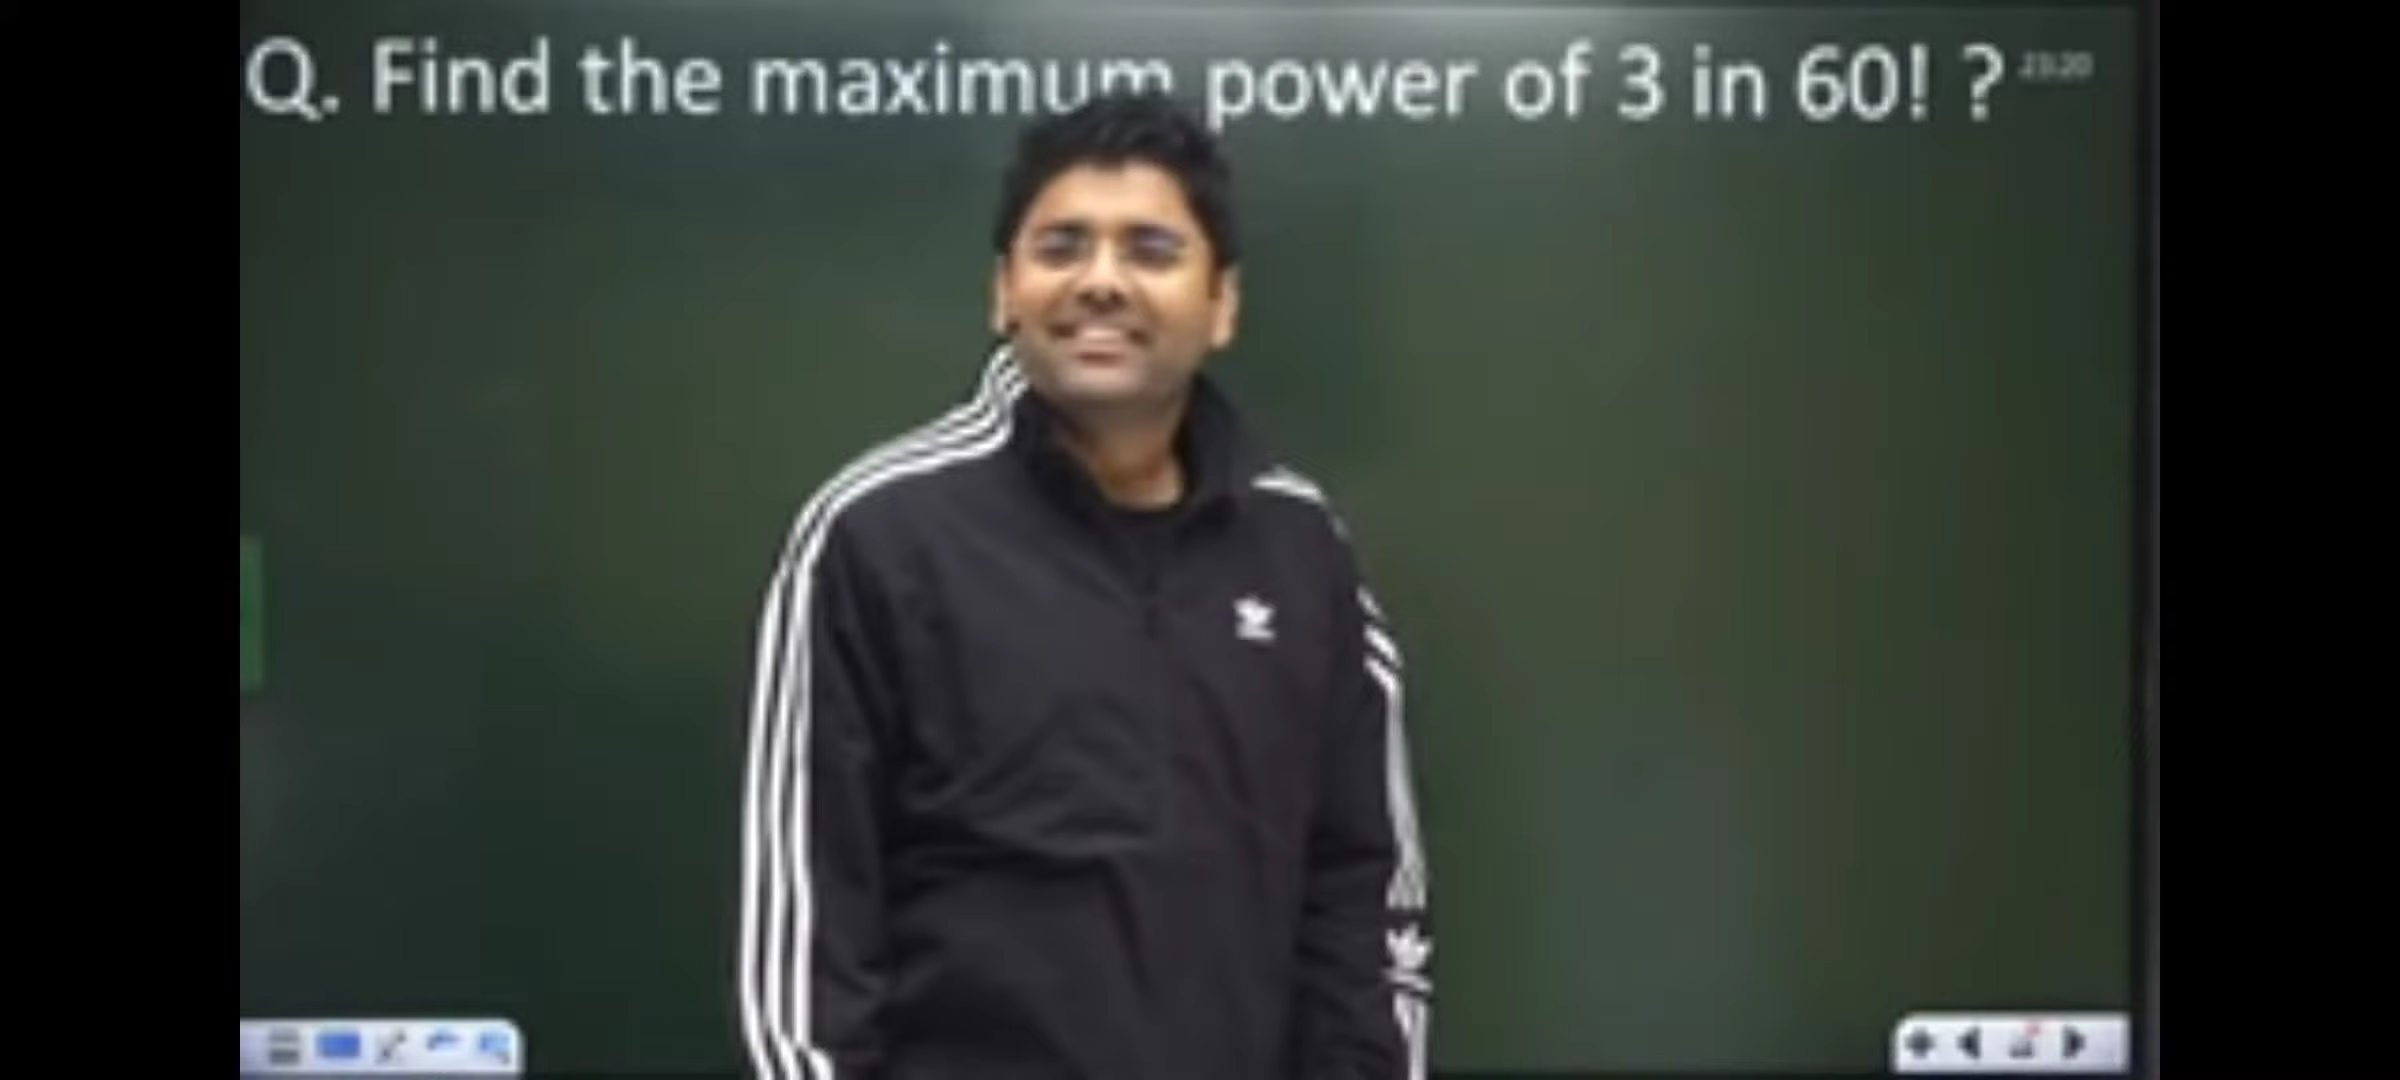 Q. Find the maximum power of 3 in 60! ?